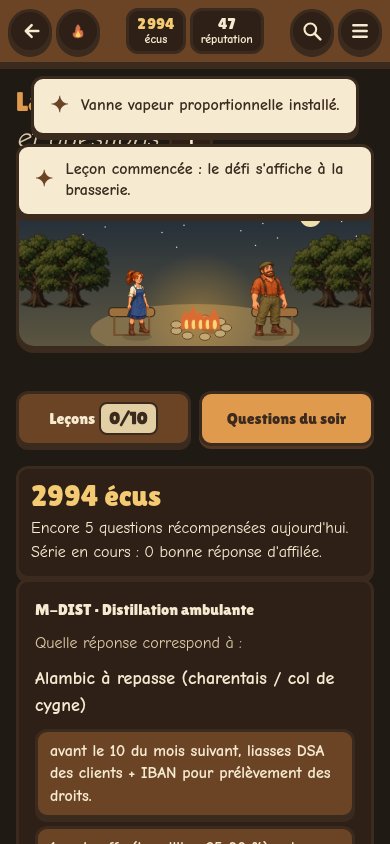 2994
écus
47
réputation
Vanne vapeur proportionnelle installé.
Leçon commencée : le défi s'affiche à la
brasserie.
Leçons 0/10
Questions du soir
2994 écus
Encore 5 questions récompensées aujourd'hui.
Série en cours : 0 bonne réponse d'affilée.
M-DIST · Distillation ambulante
Quelle réponse correspond à :
Alambic à repasse (charentais / col de
cygne)
avant le 10 du mois suivant, liasses DSA
des clients + IBAN pour prélèvement des
droits.